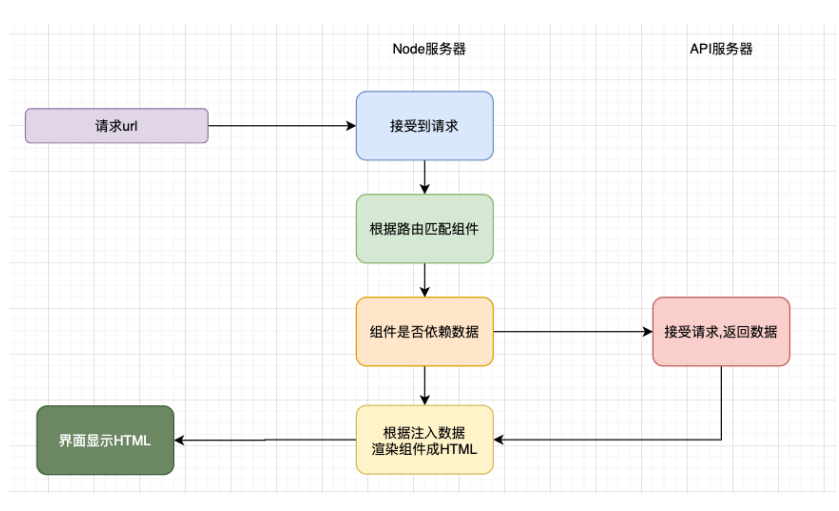 Node服务器
API服务器
请求url
接受到请求
根据路由匹配组件
组件是否依赖数据
接受请求,返回数据
根据注入数据
渲染组件成HTML
界面显示HTML